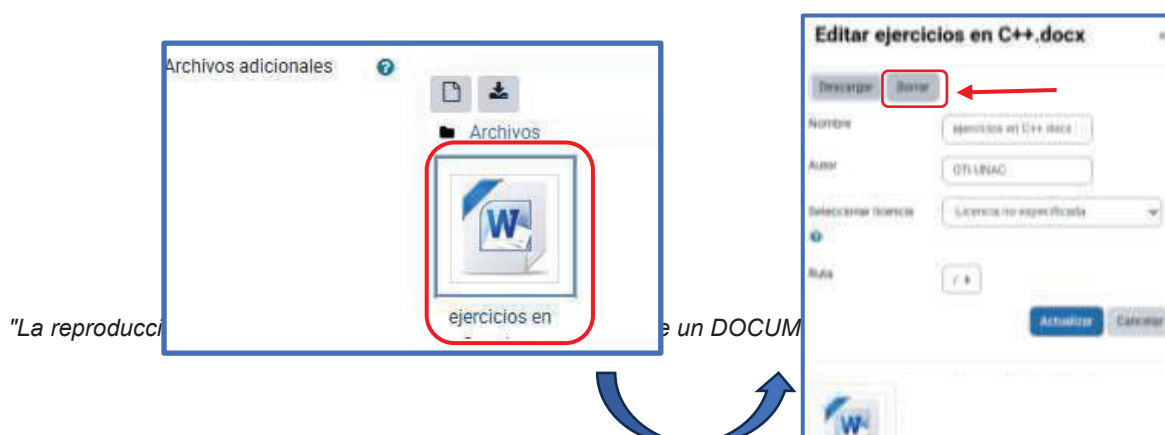 Archivos adicionales
Archivos
W
ejercicios en
"La reproducci
e un DOCUM
Editar ejercicios en C++.docx
Descargar Borrar
Nombre
ejercicios en C++.docx
Autor
OTI UNAC
Seleccionar licencia
Licencia no especificada
Ruta
/
Actualizar Cancelar
W